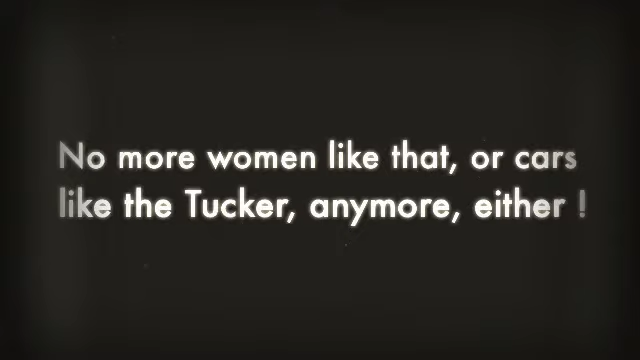 No more women like that, or cars
like the Tucker, anymore, either !